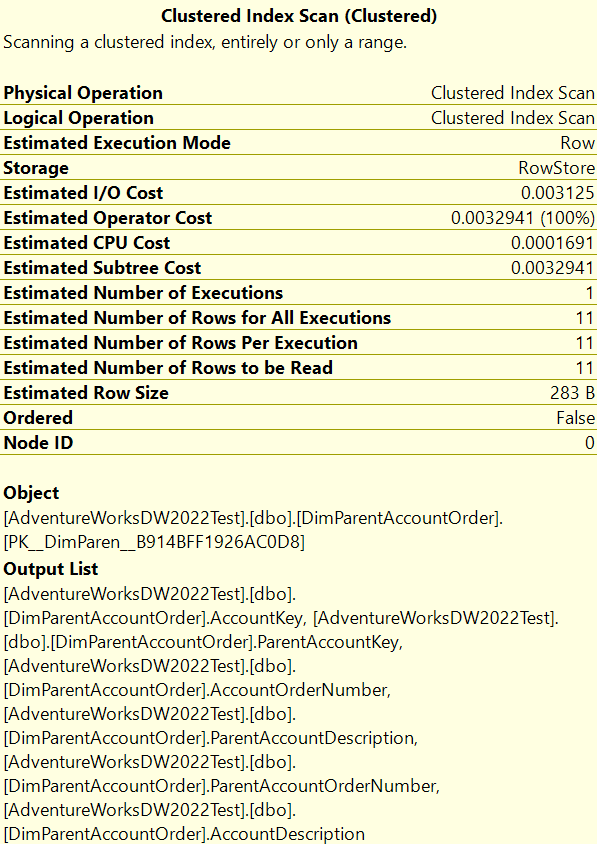 Clustered Index Scan (Clustered)
Scanning a clustered index, entirely or only a range.
Physical Operation Clustered Index Scan
Logical Operation Clustered Index Scan
Estimated Execution Mode Row
Storage RowStore
Estimated I/O Cost 0.003125
Estimated Operator Cost 0.0032941 (100%)
Estimated CPU Cost 0.0001691
Estimated Subtree Cost 0.0032941
Estimated Number of Executions 1
Estimated Number of Rows for All Executions 11
Estimated Number of Rows Per Execution 11
Estimated Number of Rows to be Read 11
Estimated Row Size 283 B
Ordered False
Node ID 0
Object
[AdventureWorksDW2022Test].[dbo].[DimParentAccountOrder].
[PK__DimParen__B914BFF1926AC0D8]
Output List
[AdventureWorksDW2022Test].[dbo].
[DimParentAccountOrder].AccountKey, [AdventureWorksDW2022Test].
[dbo].[DimParentAccountOrder].ParentAccountKey,
[AdventureWorksDW2022Test].[dbo].
[DimParentAccountOrder].AccountOrderNumber,
[AdventureWorksDW2022Test].[dbo].
[DimParentAccountOrder].ParentAccountDescription,
[AdventureWorksDW2022Test].[dbo].
[DimParentAccountOrder].ParentAccountOrderNumber,
[AdventureWorksDW2022Test].[dbo].
[DimParentAccountOrder].AccountDescription